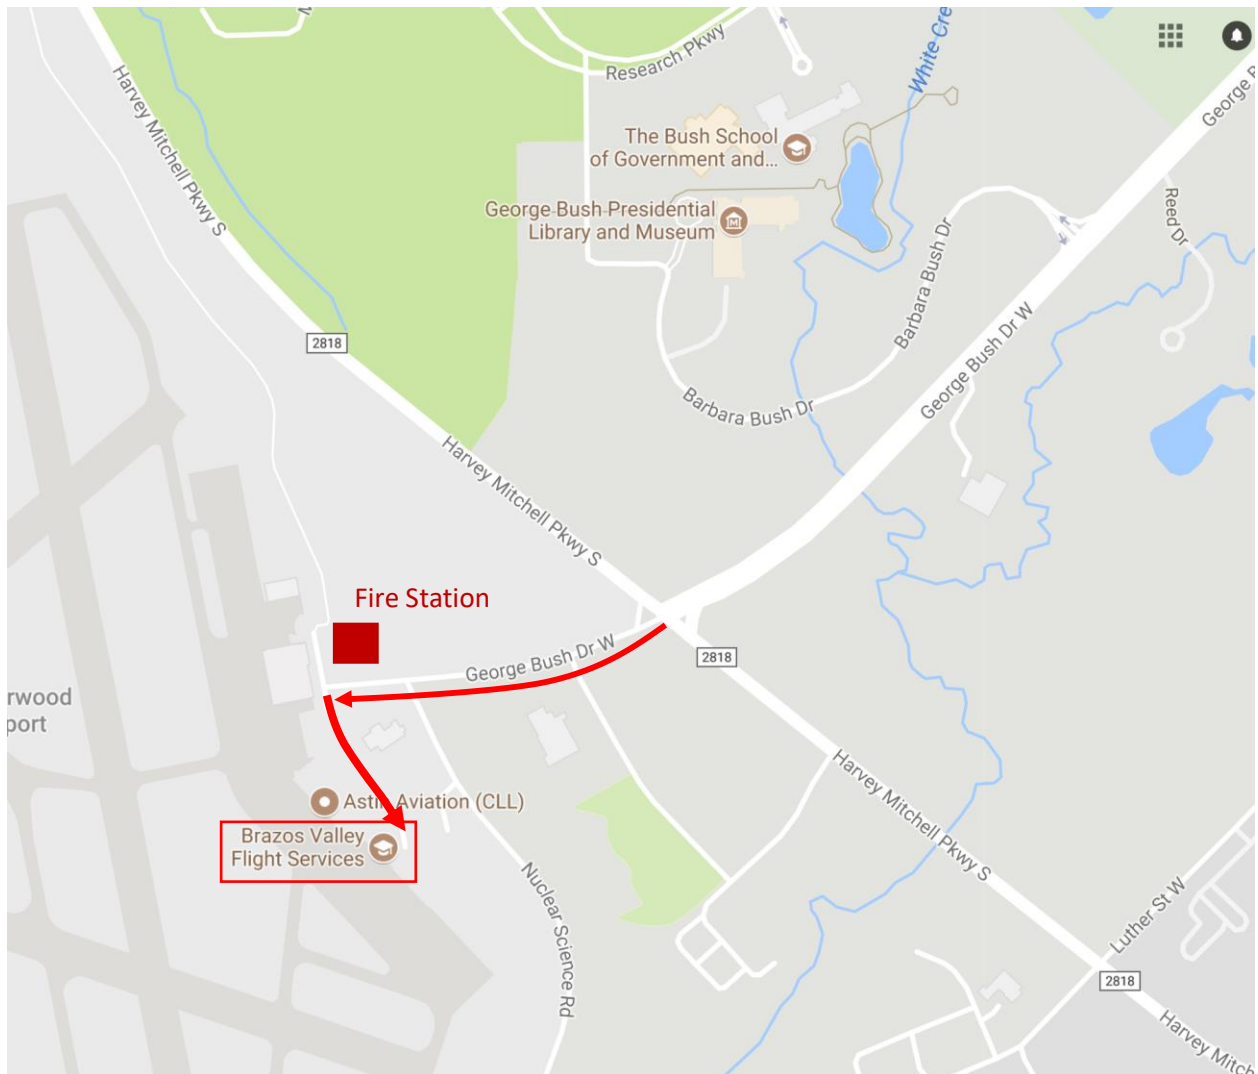 Research Pkwy
White Cre
George B
Harvey Mitchell Pkwy S
The Bush School
of Government and...
George Bush Presidential
Library and Museum
Reed Dr
Barbara Bush Dr
George Bush Dr W
2818
Barbara Bush Dr
Harvey Mitchell Pkwy S
Fire Station
George Bush Dr W
2818
rwood
port
Harvey Mitchell Pkwy S
Aviation (CLL)
Brazos Valley
Flight Services
Nuclear Science Rd
Luther St W
2818
Harvey Mitc